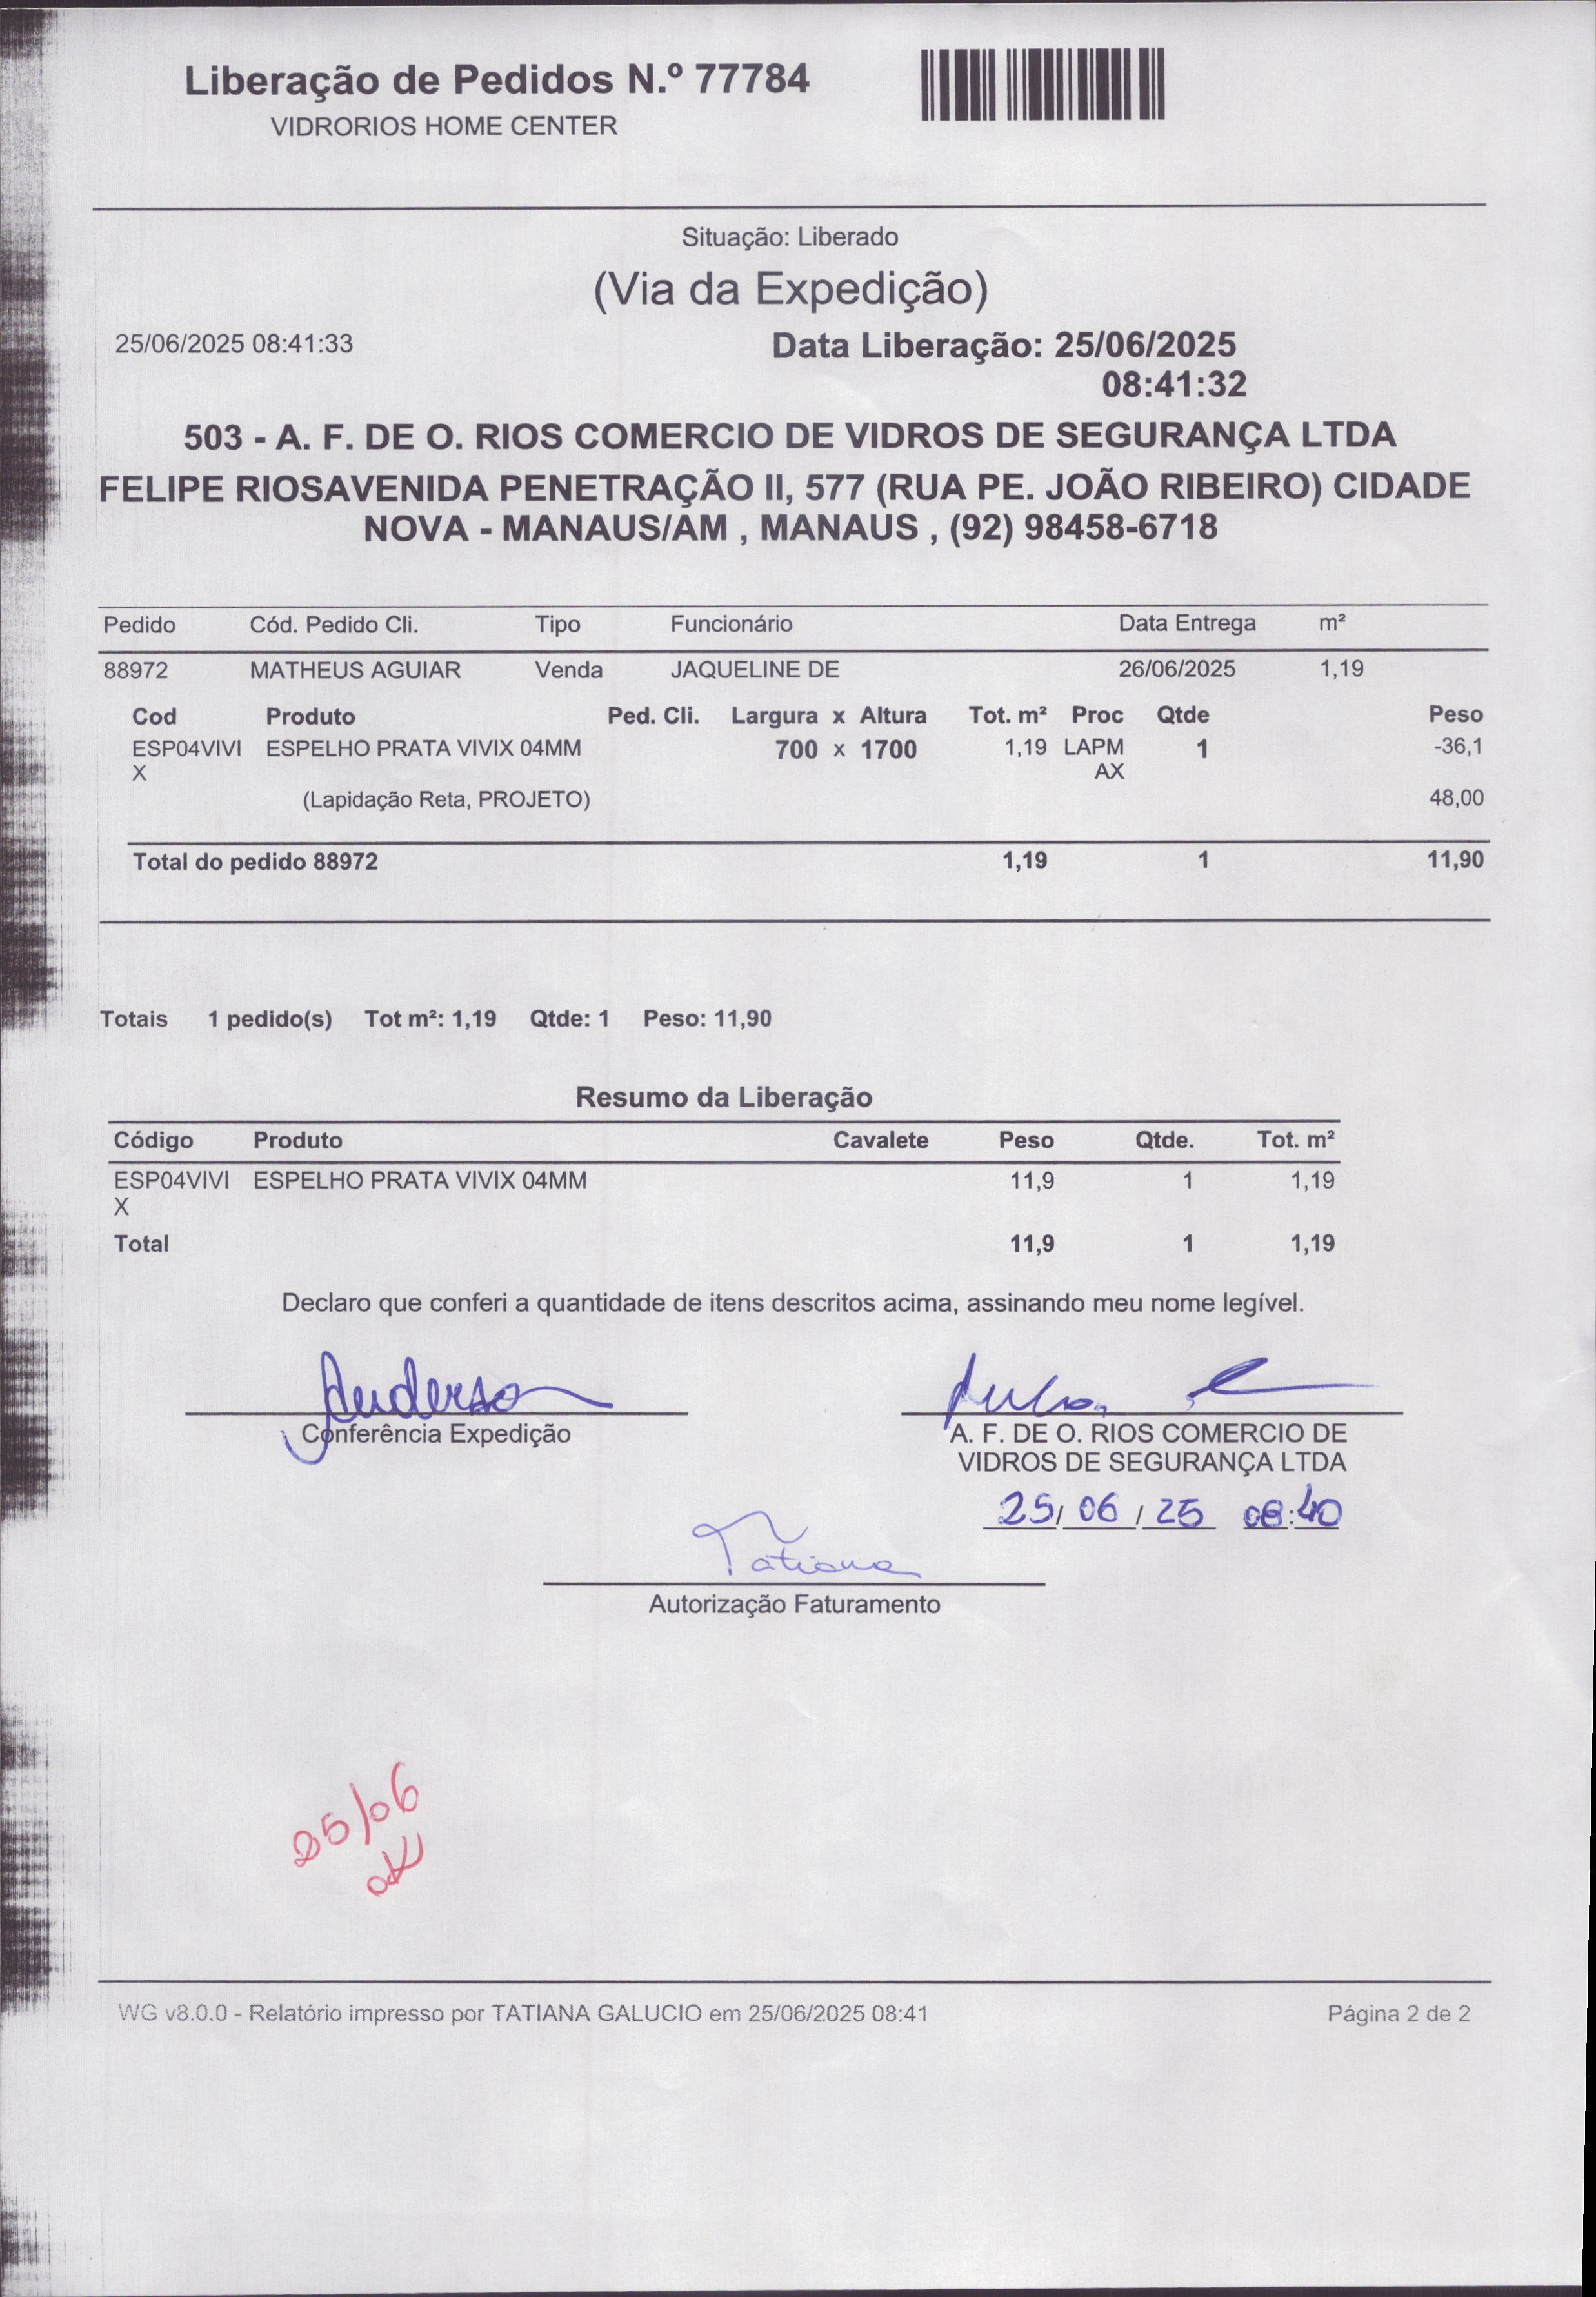 Liberação de Pedidos N.º 77784
VIDRORIOS HOME CENTER
Situação: Liberado
(Via da Expedição)
25/06/2025 08:41:33
Data Liberação: 25/06/2025
08:41:32
503 - A. F. DE O. RIOS COMERCIO DE VIDROS DE SEGURANÇA LTDA
FELIPE RIOSAVENIDA PENETRAÇÃO II, 577 (RUA PE. JOÃO RIBEIRO) CIDADE
NOVA - MANAUS/AM , MANAUS , (92) 98458-6718
Pedido Cód. Pedido Cli. Tipo Funcionário Data Entrega m²
88972 MATHEUS AGUIAR Venda JAQUELINE DE 26/06/2025 1,19
Cod Produto Ped. Cli. Largura x Altura Tot. m² Proc Qtde Peso
ESP04VIVI ESPELHO PRATA VIVIX 04MM 700 x 1700 1,19 LAPM 1 -36,1
X AX
(Lapidação Reta, PROJETO) 48,00
Total do pedido 88972 1,19 1 11,90
Totais 1 pedido(s) Tot m²: 1,19 Qtde: 1 Peso: 11,90
Resumo da Liberação
Código Produto Cavalete Peso Qtde. Tot. m²
ESP04VIVI ESPELHO PRATA VIVIX 04MM 11,9 1 1,19
X
Total 11,9 1 1,19
Declaro que conferi a quantidade de itens descritos acima, assinando meu nome legível.
Anderson
Conferência Expedição
A. F. DE O. RIOS COMERCIO DE
VIDROS DE SEGURANÇA LTDA
25/ 06 / 25 08:40
Tatiana
Autorização Faturamento
25/06
OK
WG v8.0.0 - Relatório impresso por TATIANA GALUCIO em 25/06/2025 08:41
Página 2 de 2